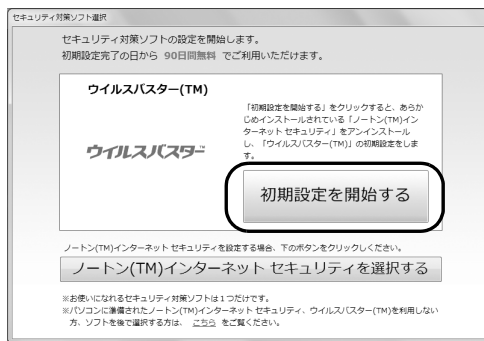 セキュリティ対策ソフト選択
セキュリティ対策ソフトの設定を開始します。
初期設定完了の日から 90日間無料 でご利用いただけます。
ウイルスバスター(TM)
「初期設定を開始する」をクリックすると、あらか
じめインストールされている「ノートン(TM)イン
ターネット セキュリティ」をアンインストール
し、「ウイルスバスター(TM)」の初期設定をしま
す。
ウイルスバスター™
初期設定を開始する
ノートン(TM)インターネット セキュリティを設定する場合、下のボタンをクリックしください。
ノートン(TM)インターネット セキュリティを選択する
※お使いになれるセキュリティ対策ソフトは１つだけです。
※パソコンに準備されたノートン(TM)インターネット セキュリティ、ウイルスバスター(TM)を利用しない
方、ソフトを後で選択する方は、 こちら をご覧ください。